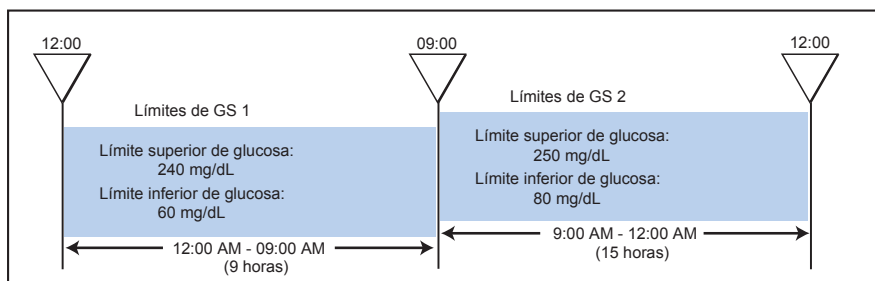 12:00
09:00
12:00
Límites de GS 1
Límite superior de glucosa:
240 mg/dL
Límite inferior de glucosa:
60 mg/dL
12:00 AM - 09:00 AM
(9 horas)
Límites de GS 2
Límite superior de glucosa:
250 mg/dL
Límite inferior de glucosa:
80 mg/dL
9:00 AM - 12:00 AM
(15 horas)